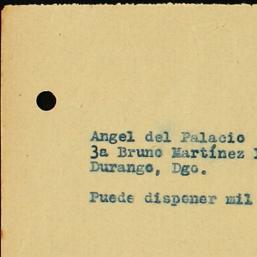 Angel del Palacio
3a Bruno Martínez
Durango, Dgo.
Puede disponer mil